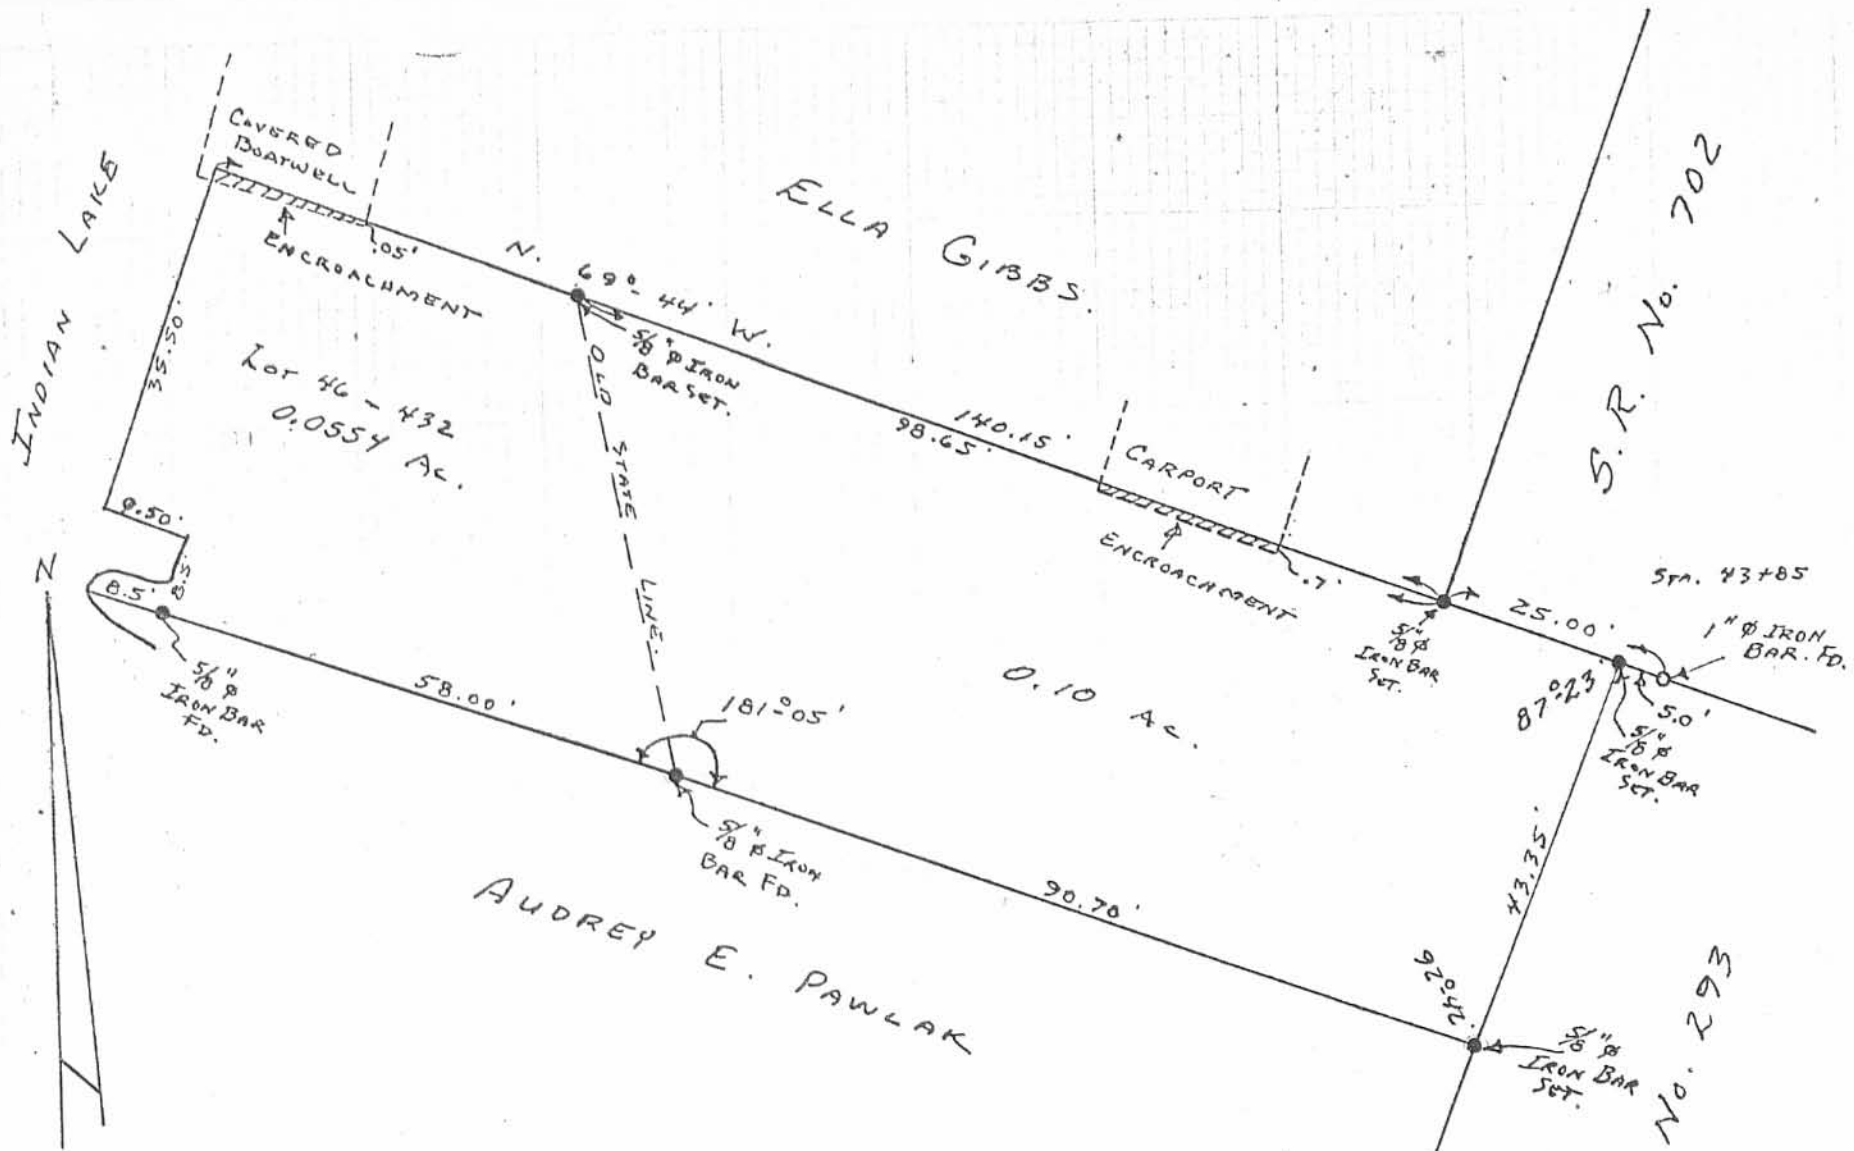 COVERED
BOATWELL
ENCROACHMENT
.05'
INDIAN LAKE
35.50'
N. 69°- 44' W.
ELLA GIBBS
5/8" ø IRON
BAR SET.
LOT 46 - 432
0.0554 AC.
OLD STATE LINE.
140.15'
98.65'
CARPORT
ENCROACHMENT
.7'
S. R. No. 702
9.50'
8.5'
8.5'
N
5/8" ø
IRON BAR
FD.
58.00'
181°-05'
0.10 AC.
5/8" ø
IRON BAR
SET.
25.00'
STA. 43+85
1" ø IRON
BAR. FD.
87°-23'
5.0'
5/8" ø
IRON BAR
SET.
5/8" ø IRON
BAR FD.
90.70'
43.35'
AUDREY E. PAWLAK
92°-42'
5/8" ø
IRON BAR
SET.
No. 293